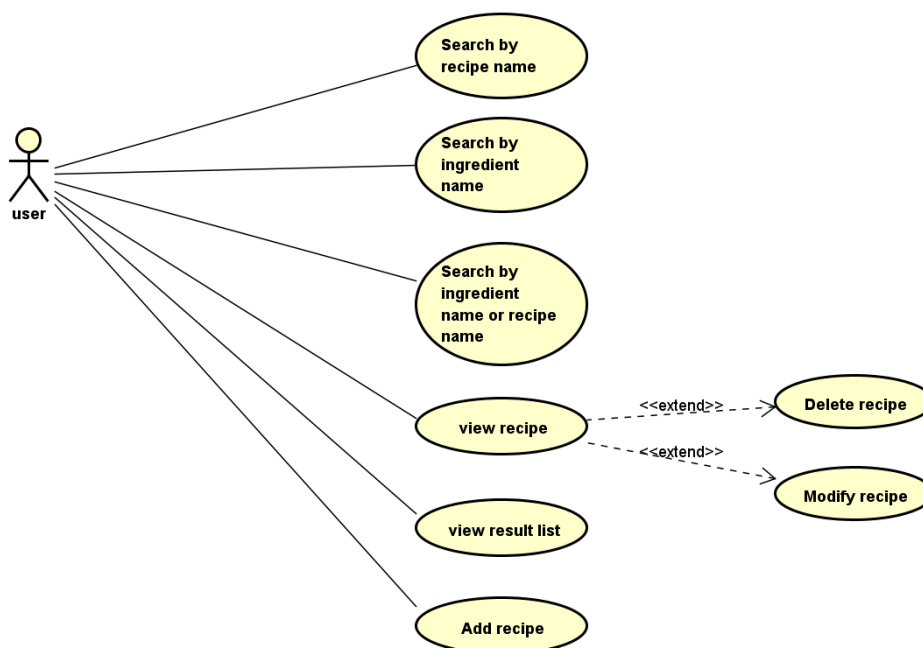 Search by
recipe name
Search by
ingredient
name
user
Search by
ingredient
name or recipe
name
view recipe
<<extend>>
Delete recipe
<<extend>>
Modify recipe
view result list
Add recipe